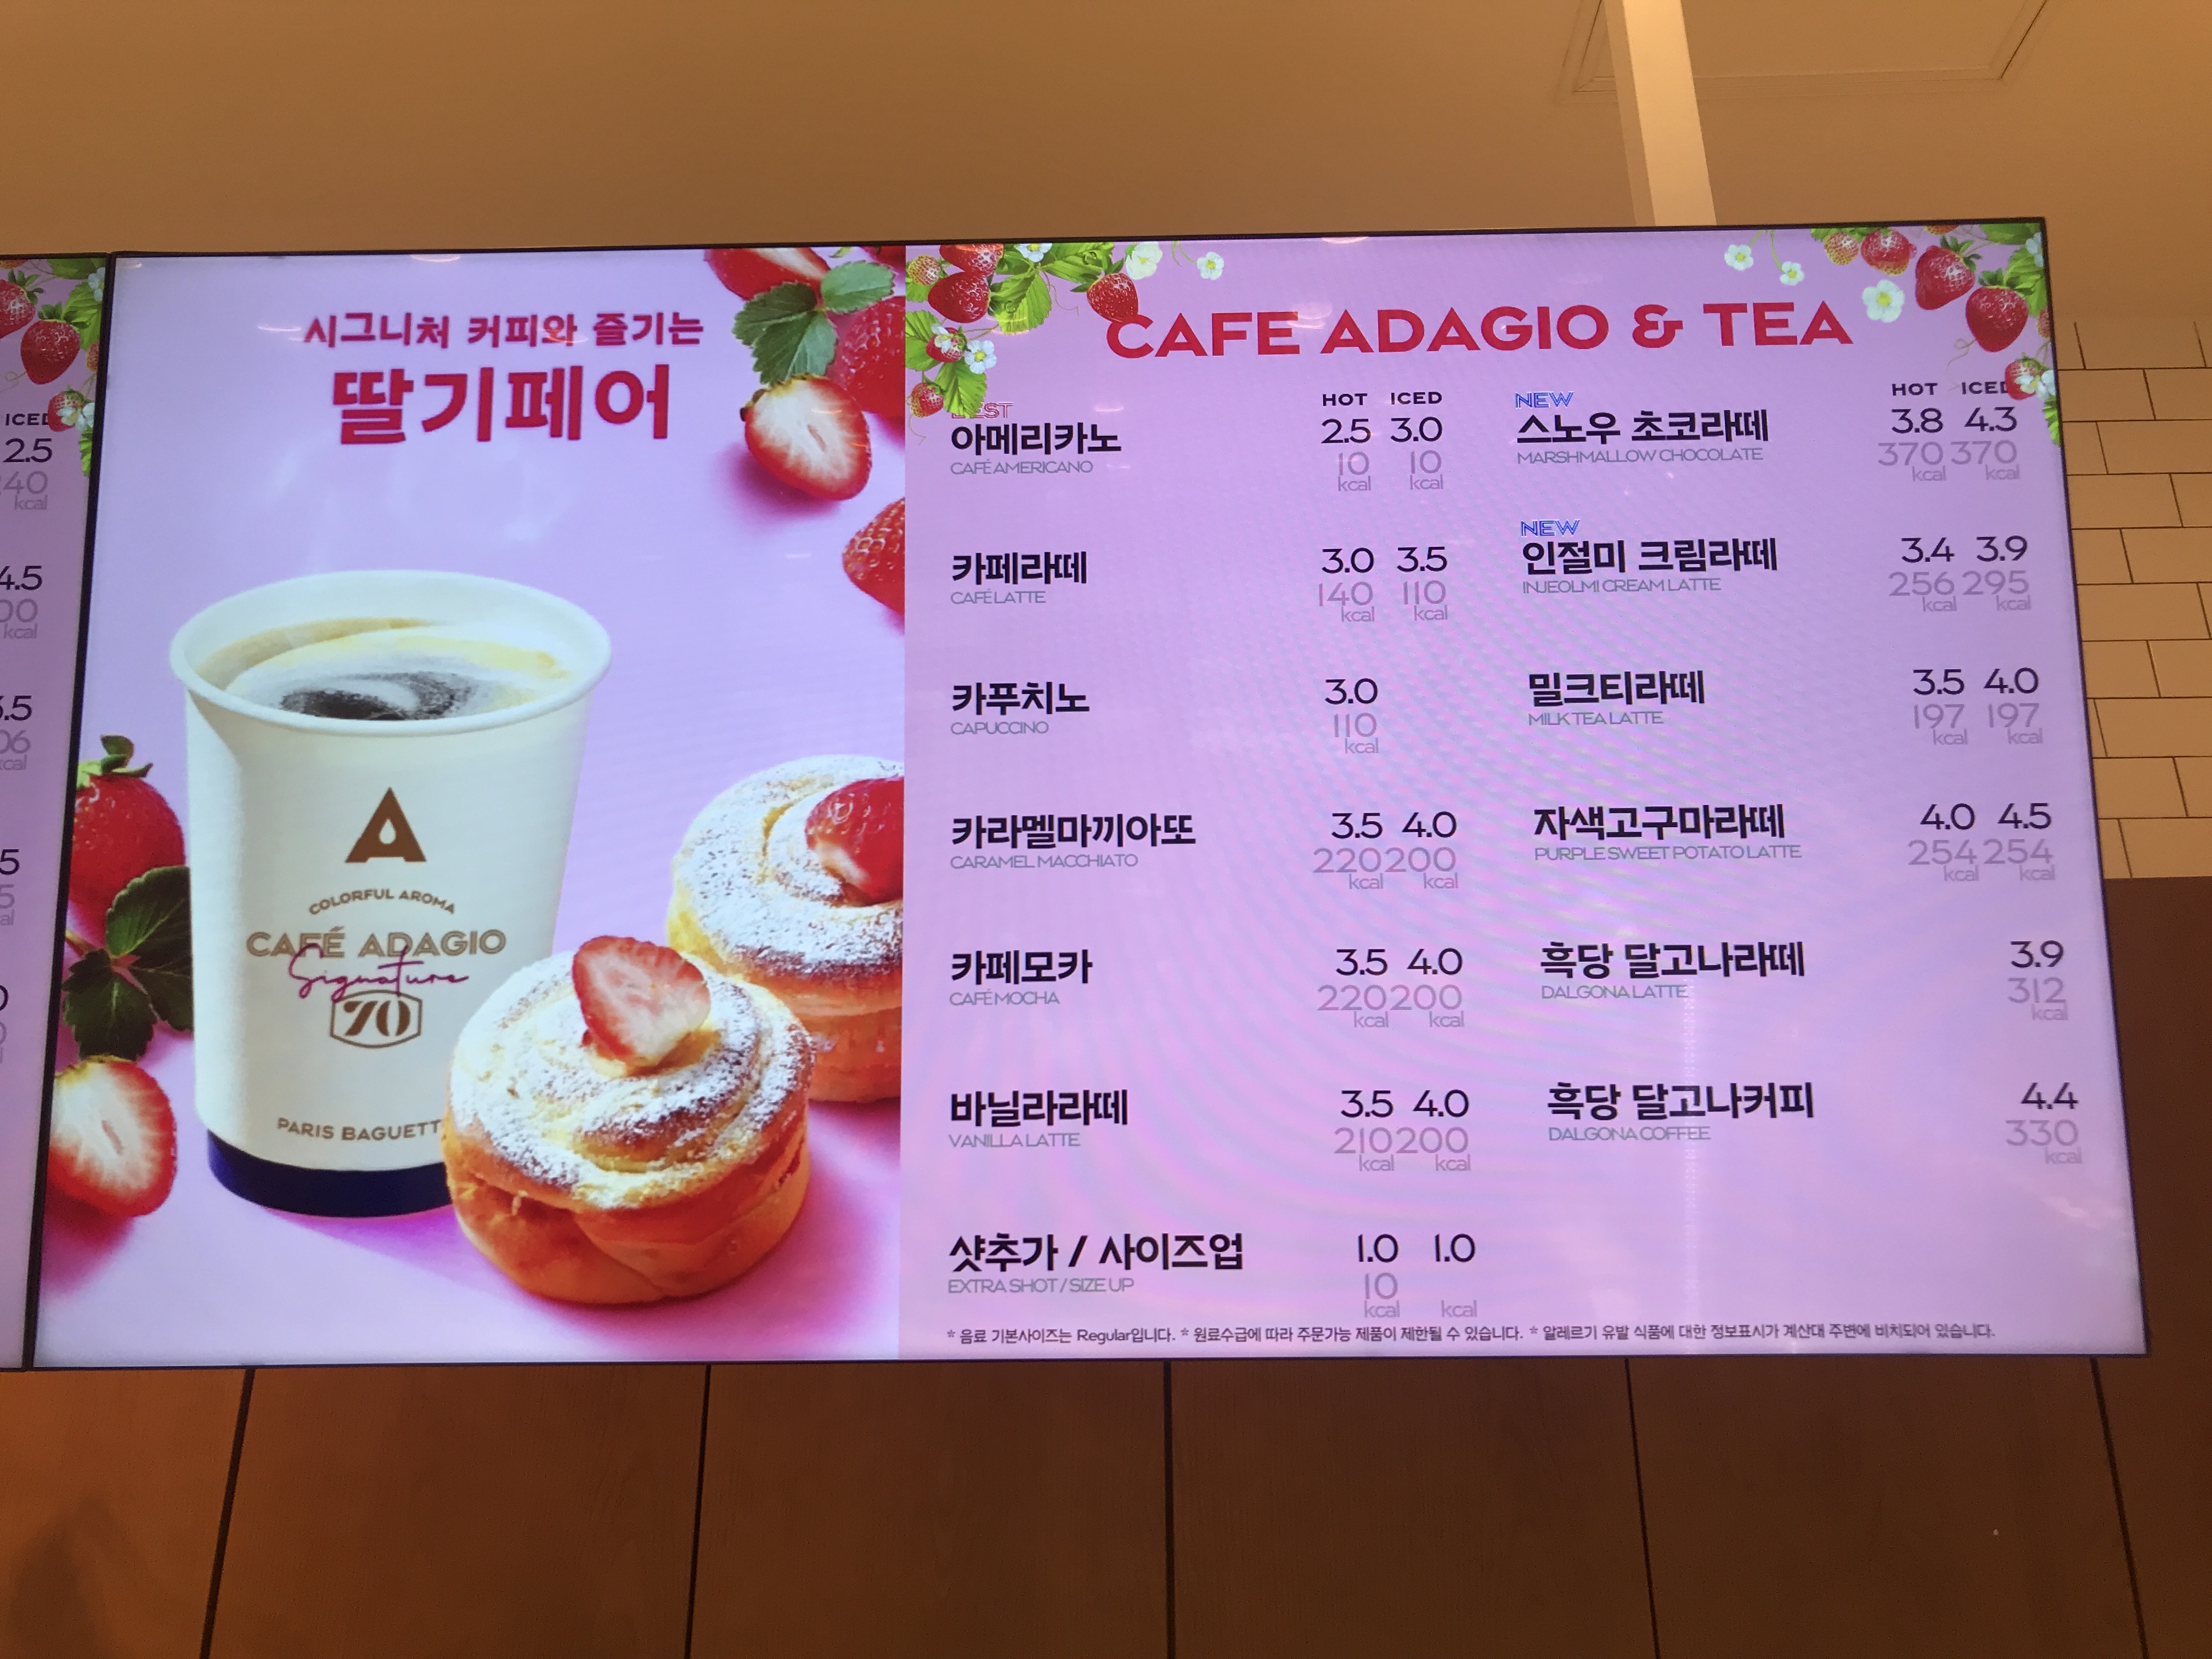 ICED
2.5
kcal
4.5
kcal
시그니처 커피와 즐기는
딸기페어
A
COLORFUL AROMA
CAFÉ ADAGIO
Signature
70
PARIS BAGUETT
CAFE ADAGIO & TEA
HOT ICED
BEST
아메리카노 2.5 3.0
CAFÉ AMERICANO 10 kcal 10 kcal
카페라떼 3.0 3.5
CAFÉ LATTE 140 kcal 110 kcal
카푸치노 3.0
CAPUCCINO 110 kcal
카라멜마끼아또 3.5 4.0
CARAMEL MACCHIATO 220 kcal 200 kcal
카페모카 3.5 4.0
CAFÉ MOCHA 220 kcal 200 kcal
바닐라라떼 3.5 4.0
VANILLA LATTE 210 kcal 200 kcal
샷추가 / 사이즈업 1.0 1.0
EXTRA SHOT / SIZE UP 10 kcal kcal
HOT ICED
NEW
스노우 초코라떼 3.8 4.3
MARSHMALLOW CHOCOLATE 370 kcal 370 kcal
NEW
인절미 크림라떼 3.4 3.9
INJEOLMI CREAM LATTE 256 kcal 295 kcal
밀크티라떼 3.5 4.0
MILK TEA LATTE 197 kcal 197 kcal
자색고구마라떼 4.0 4.5
PURPLE SWEET POTATO LATTE 254 kcal 254 kcal
흑당 달고나라떼 3.9
DALGONA LATTE 312 kcal
흑당 달고나커피 4.4
DALGONA COFFEE 330 kcal
* 음료 기본사이즈는 Regular입니다. * 원료수급에 따라 주문가능 제품이 제한될 수 있습니다. * 알레르기 유발 식품에 대한 정보표시가 계산대 주변에 비치되어 있습니다.